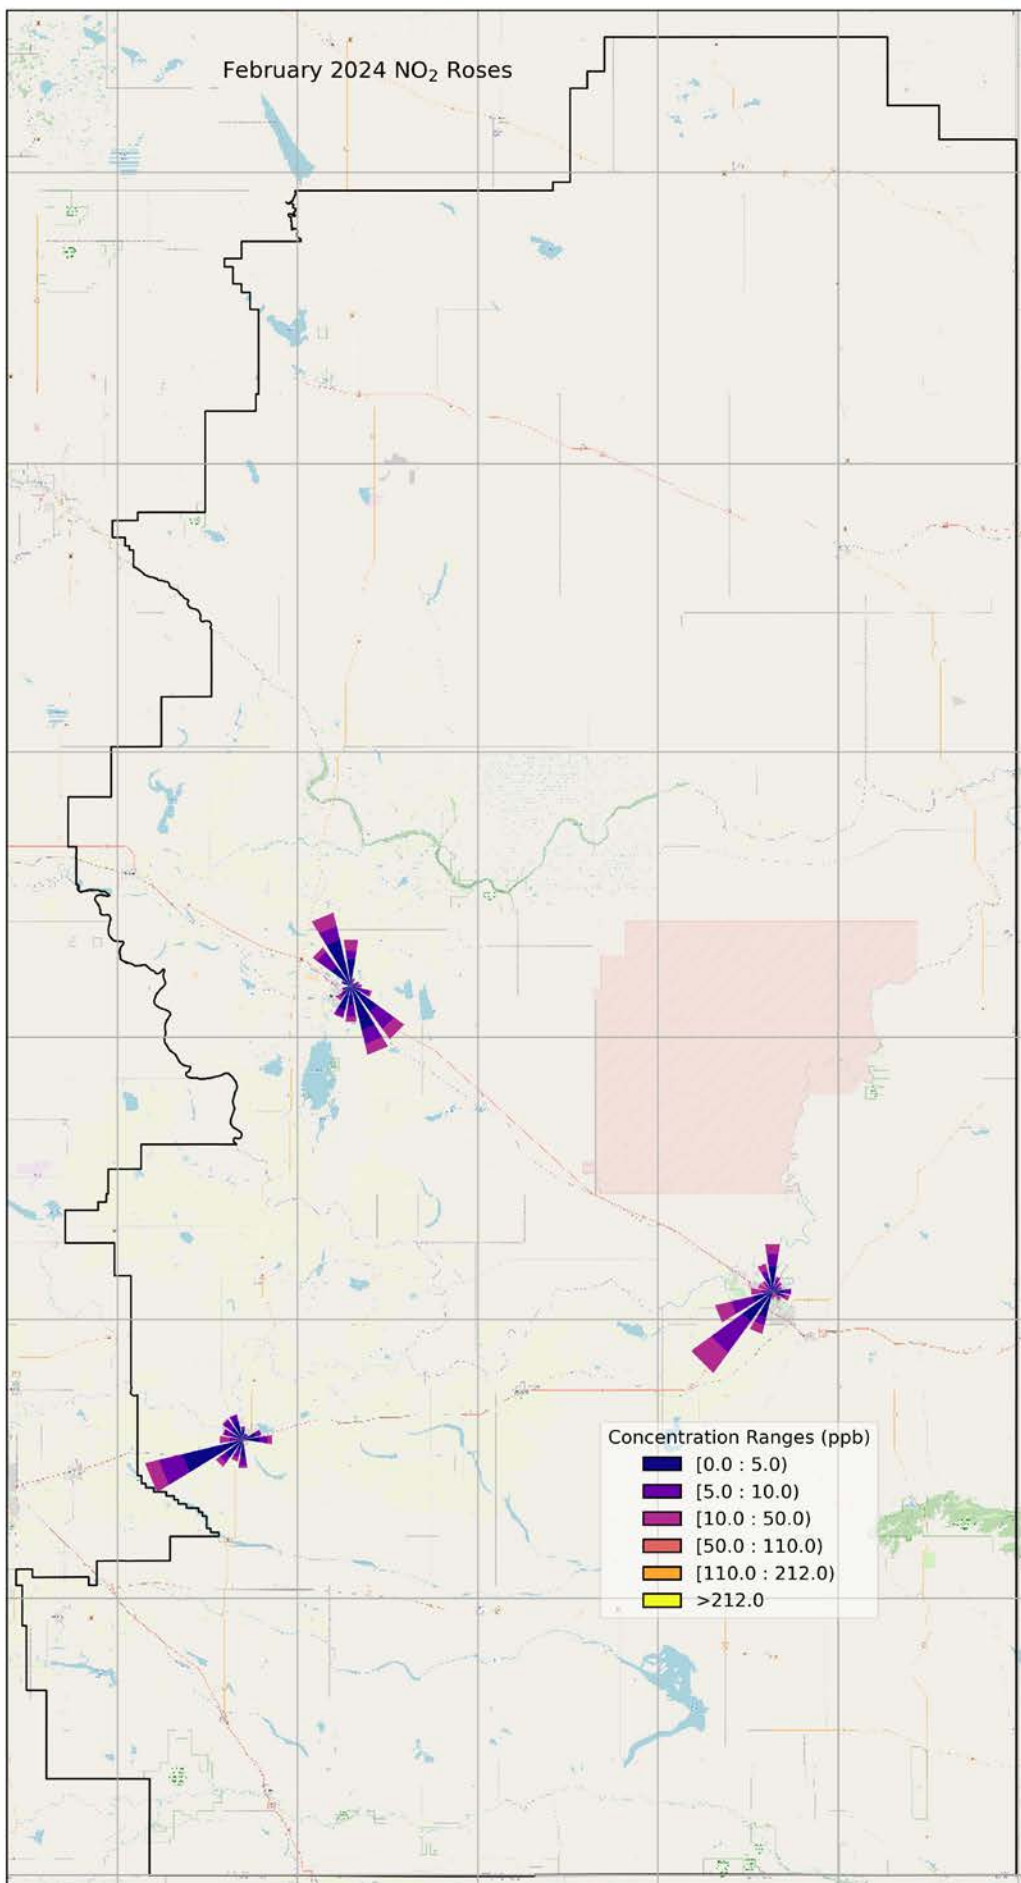 February 2024 NO₂ Roses
Concentration Ranges (ppb)
[0.0 : 5.0)
[5.0 : 10.0)
[10.0 : 50.0)
[50.0 : 110.0)
[110.0 : 212.0)
>212.0